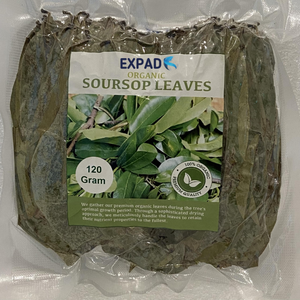 EXPAD
ORGANIC
SOURSOP LEAVES
120
Gram
100% ORGANIC
We gather our premium organic leaves during the tree's
optimal growth period. Through a sophisticated drying
approach, we meticulously handle the leaves to retain
their nutrient properties to the fullest.